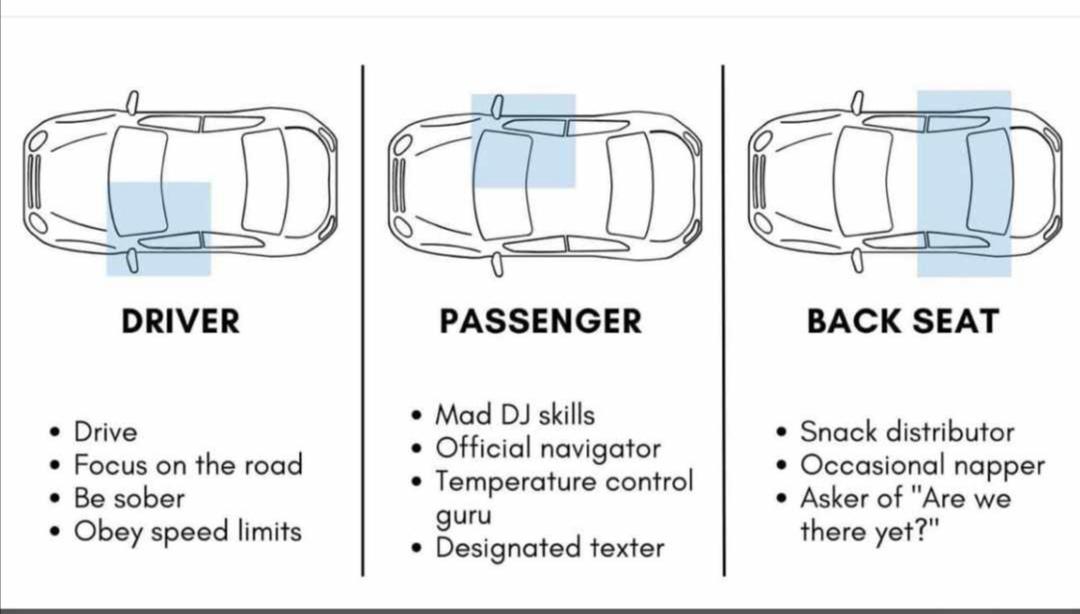 DRIVER
• Drive
• Focus on the road
• Be sober
• Obey speed limits
PASSENGER
• Mad DJ skills
• Official navigator
• Temperature control
guru
• Designated texter
BACK SEAT
• Snack distributor
• Occasional napper
• Asker of "Are we
there yet?"